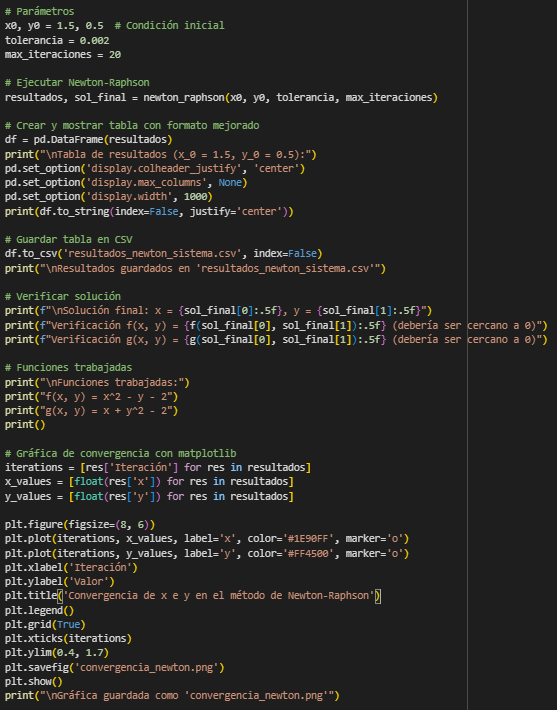 # Parámetros
x0, y0 = 1.5, 0.5  # Condición inicial
tolerancia = 0.002
max_iteraciones = 20
# Ejecutar Newton-Raphson
resultados, sol_final = newton_raphson(x0, y0, tolerancia, max_iteraciones)
# Crear y mostrar tabla con formato mejorado
df = pd.DataFrame(resultados)
print("\nTabla de resultados (x_0 = 1.5, y_0 = 0.5):")
pd.set_option('display.colheader_justify', 'center')
pd.set_option('display.max_columns', None)
pd.set_option('display.width', 1000)
print(df.to_string(index=False, justify='center'))
# Guardar tabla en CSV
df.to_csv('resultados_newton_sistema.csv', index=False)
print("\nResultados guardados en 'resultados_newton_sistema.csv'")
# Verificar solución
print(f"\nSolución final: x = {sol_final[0]:.5f}, y = {sol_final[1]:.5f}")
print(f"Verificación f(x, y) = {f(sol_final[0], sol_final[1]):.5f} (debería ser cercano a 0)")
print(f"Verificación g(x, y) = {g(sol_final[0], sol_final[1]):.5f} (debería ser cercano a 0)")
# Funciones trabajadas
print("\nFunciones trabajadas:")
print("f(x, y) = x^2 - y - 2")
print("g(x, y) = x + y^2 - 2")
print()
# Gráfica de convergencia con matplotlib
iterations = [res['Iteración'] for res in resultados]
x_values = [float(res['x']) for res in resultados]
y_values = [float(res['y']) for res in resultados]
plt.figure(figsize=(8, 6))
plt.plot(iterations, x_values, label='x', color='#1E90FF', marker='o')
plt.plot(iterations, y_values, label='y', color='#FF4500', marker='o')
plt.xlabel('Iteración')
plt.ylabel('Valor')
plt.title('Convergencia de x e y en el método de Newton-Raphson')
plt.legend()
plt.grid(True)
plt.xticks(iterations)
plt.ylim(0.4, 1.7)
plt.savefig('convergencia_newton.png')
plt.show()
print("\nGráfica guardada como 'convergencia_newton.png'")